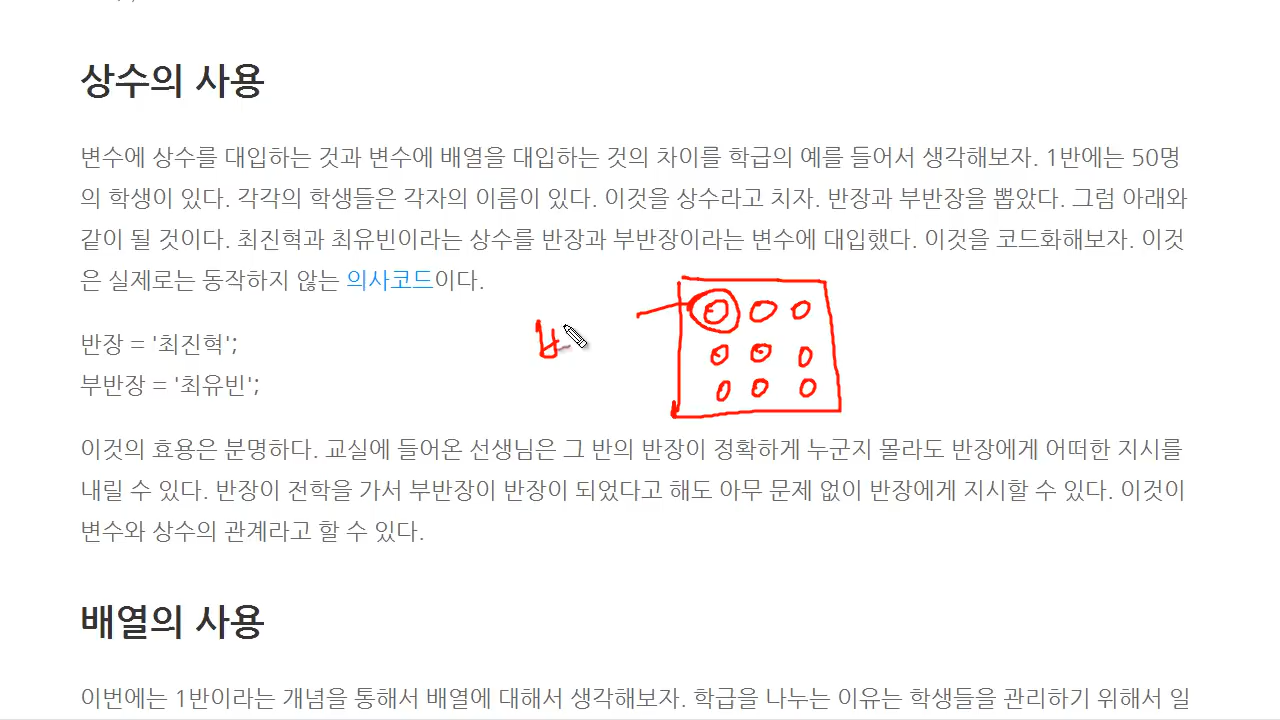 상수의 사용
변수에 상수를 대입하는 것과 변수에 배열을 대입하는 것의 차이를 학급의 예를 들어서 생각해보자. 1반에는 50명
의 학생이 있다. 각각의 학생들은 각자의 이름이 있다. 이것을 상수라고 치자. 반장과 부반장을 뽑았다. 그럼 아래와
같이 될 것이다. 최진혁과 최유빈이라는 상수를 반장과 부반장이라는 변수에 대입했다. 이것을 코드화해보자. 이것
은 실제로는 동작하지 않는 의사코드이다.
반장 = '최진혁';
부반장 = '최유빈';
이것의 효용은 분명하다. 교실에 들어온 선생님은 그 반의 반장이 정확하게 누군지 몰라도 반장에게 어떠한 지시를
내릴 수 있다. 반장이 전학을 가서 부반장이 반장이 되었다고 해도 아무 문제 없이 반장에게 지시할 수 있다. 이것이
변수와 상수의 관계라고 할 수 있다.
배열의 사용
이번에는 1반이라는 개념을 통해서 배열에 대해서 생각해보자. 학급을 나누는 이유는 학생들을 관리하기 위해서 일